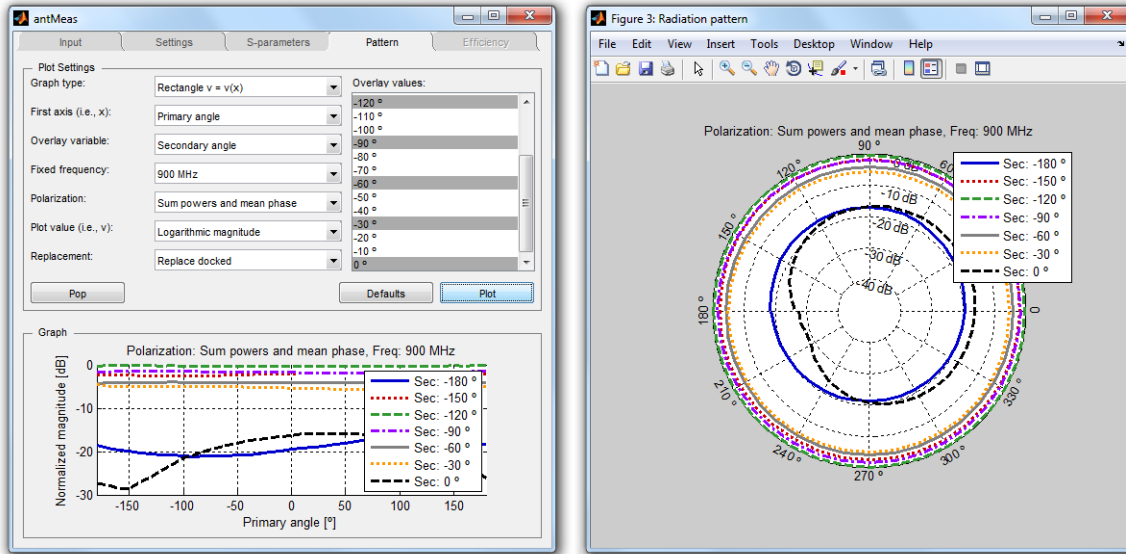 antMeas
Input Settings S-parameters Pattern Efficiency
Plot Settings
Graph type: Rectangle v = v(x)
First axis (i.e., x): Primary angle
Overlay variable: Secondary angle
Fixed frequency: 900 MHz
Polarization: Sum powers and mean phase
Plot value (i.e., v): Logarithmic magnitude
Replacement: Replace docked
Overlay values:
-120 º
-110 º
-100 º
-90 º
-80 º
-70 º
-60 º
-50 º
-40 º
-30 º
-20 º
-10 º
0 º
Pop Defaults Plot
Graph
Polarization: Sum powers and mean phase, Freq: 900 MHz
Normalized magnitude [dB]
0
-10
-20
-30
-150 -100 -50 0 50 100 150
Primary angle [º]
Sec: -180 º
Sec: -150 º
Sec: -120 º
Sec: -90 º
Sec: -60 º
Sec: -30 º
Sec: 0 º
Figure 3: Radiation pattern
File Edit View Insert Tools Desktop Window Help
Polarization: Sum powers and mean phase, Freq: 900 MHz
90 º
120 º
150 º
180 º
210 º
240 º
270 º
300 º
330 º
0
60
0 dB
-10 dB
-20 dB
-30 dB
-40 dB
Sec: -180 º
Sec: -150 º
Sec: -120 º
Sec: -90 º
Sec: -60 º
Sec: -30 º
Sec: 0 º